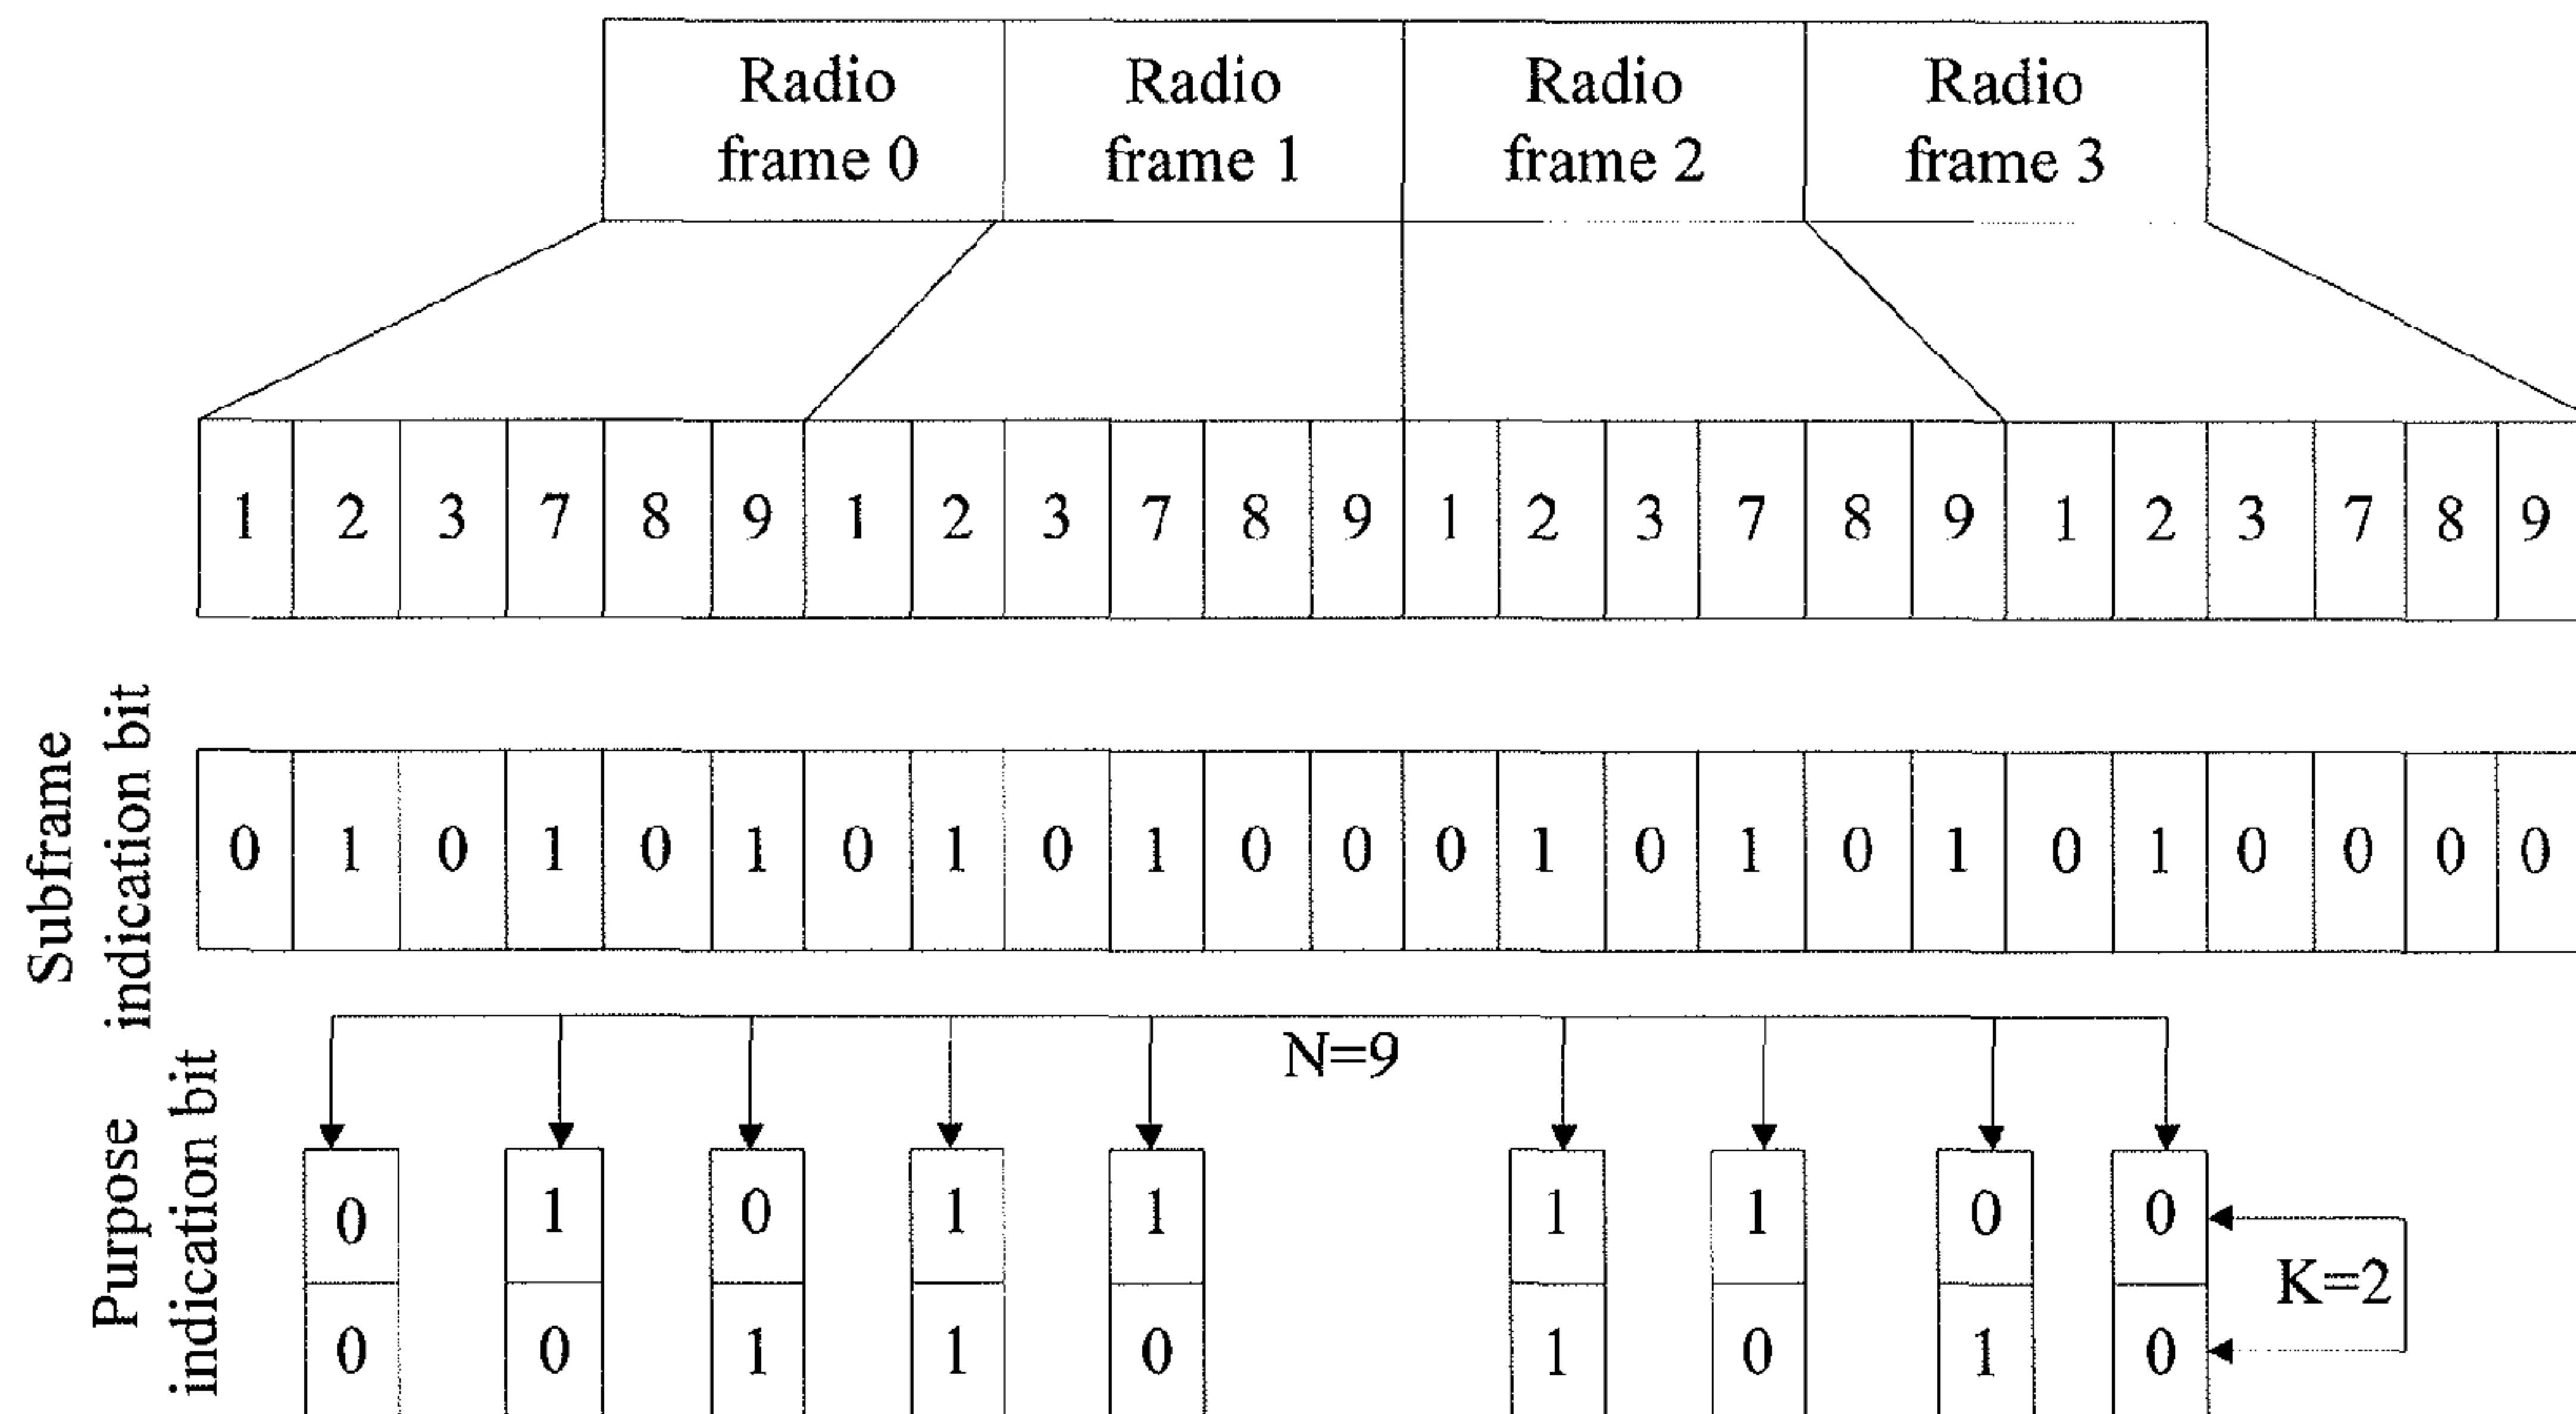 Radio frame 0
Radio frame 1
Radio frame 2
Radio frame 3
1 2 3 7 8 9 1 2 3 7 8 9 1 2 3 7 8 9 1 2 3 7 8 9
Subframe indication bit
0 1 0 1 0 1 0 1 0 1 0 0 0 1 0 1 0 1 0 1 0 0 0 0
N=9
Purpose indication bit
0 1 0 1 1 1 1 0 0
K=2
0 0 1 1 0 1 0 1 0